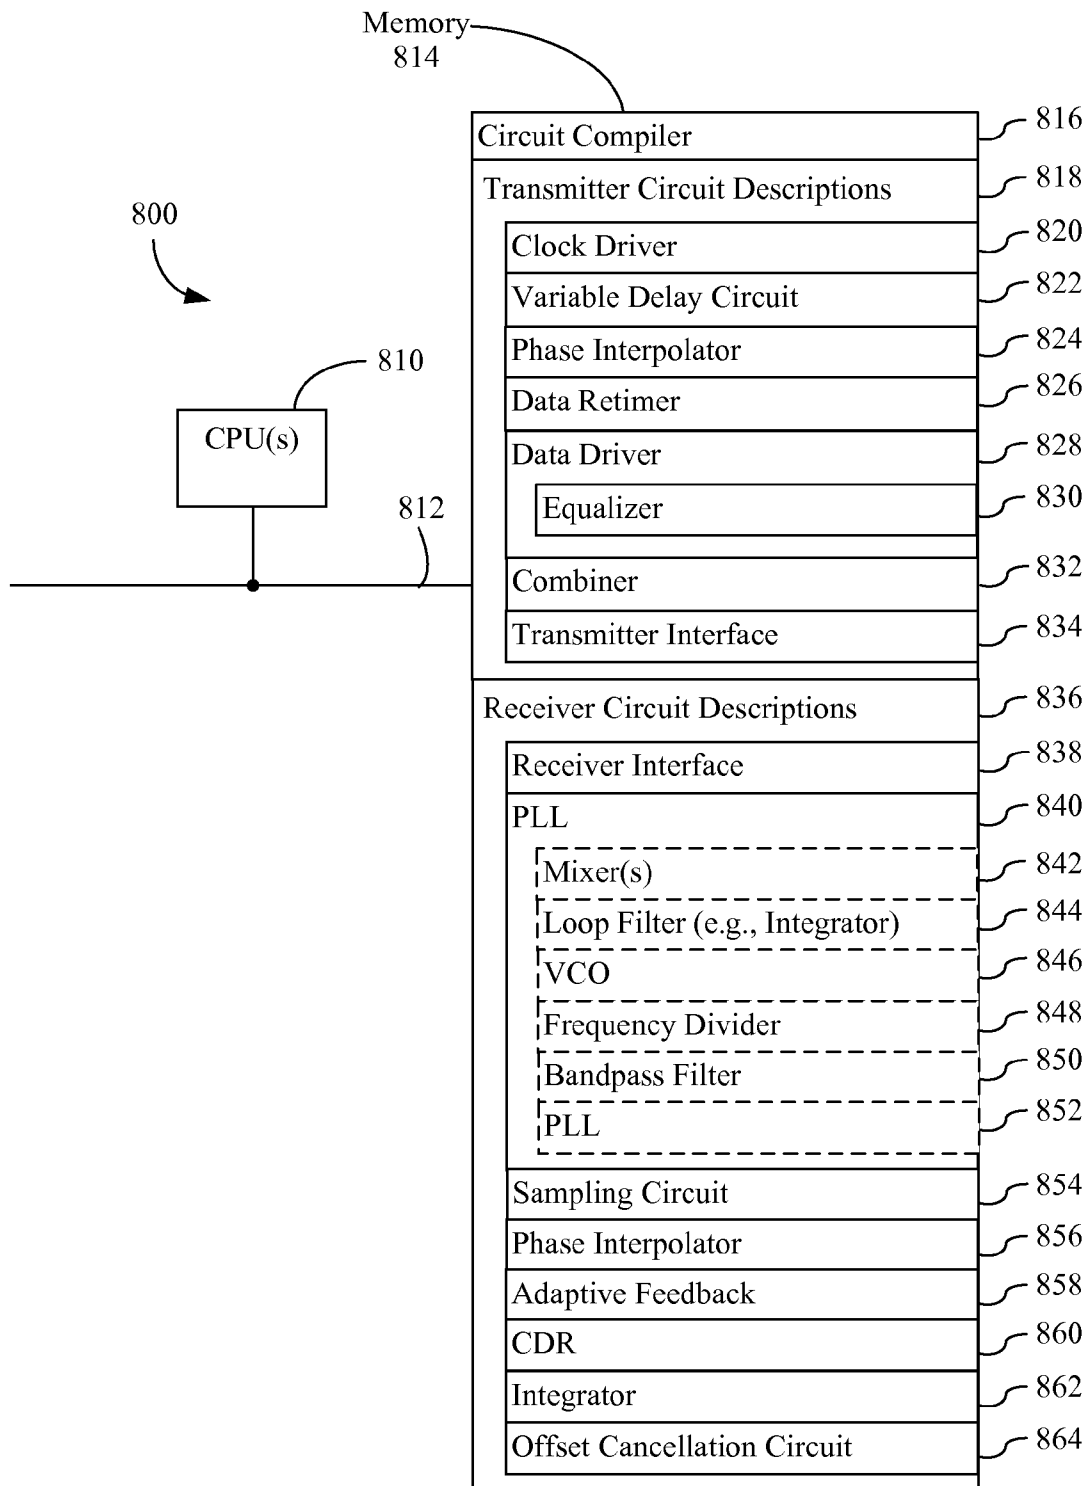 Memory
814
Circuit Compiler 816
Transmitter Circuit Descriptions 818
800
Clock Driver 820
Variable Delay Circuit 822
Phase Interpolator 824
810
Data Retimer 826
CPU(s)
Data Driver 828
812
Equalizer 830
Combiner 832
Transmitter Interface 834
Receiver Circuit Descriptions 836
Receiver Interface 838
PLL 840
Mixer(s) 842
Loop Filter (e.g., Integrator) 844
VCO 846
Frequency Divider 848
Bandpass Filter 850
PLL 852
Sampling Circuit 854
Phase Interpolator 856
Adaptive Feedback 858
CDR 860
Integrator 862
Offset Cancellation Circuit 864